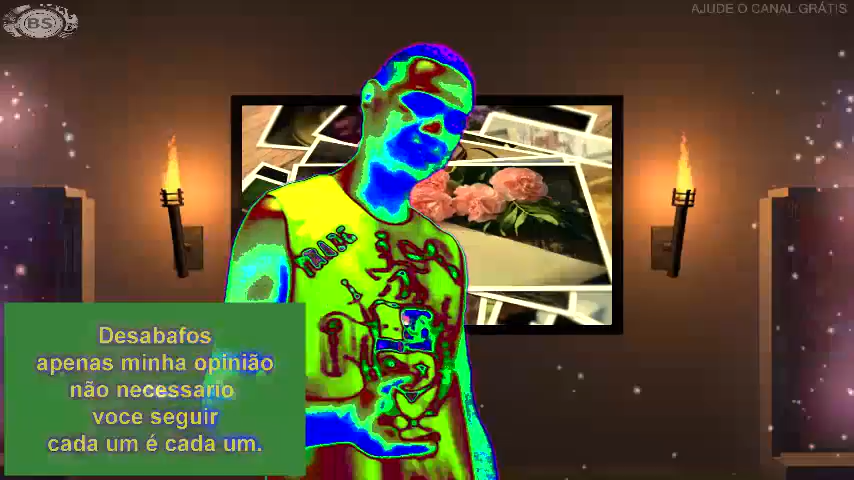 BS
AJUDE O CANAL GRÁTIS
Desabafos
apenas minha opinião
não necessario
voce seguir
cada um é cada um.